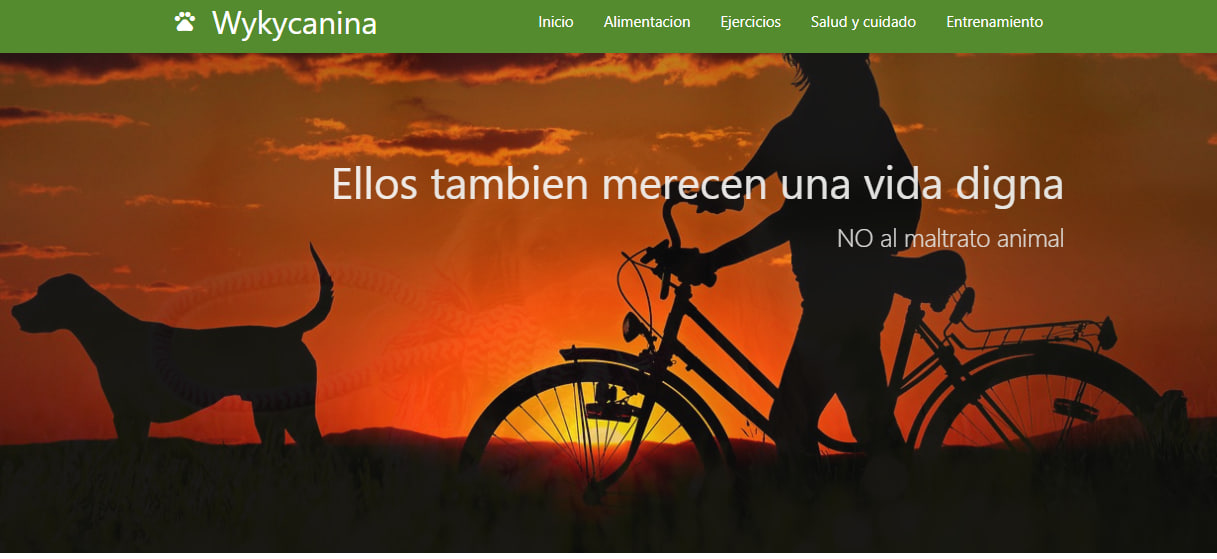 Wykycanina
Inicio Alimentacion Ejercicios Salud y cuidado Entrenamiento
Ellos tambien merecen una vida digna
NO al maltrato animal